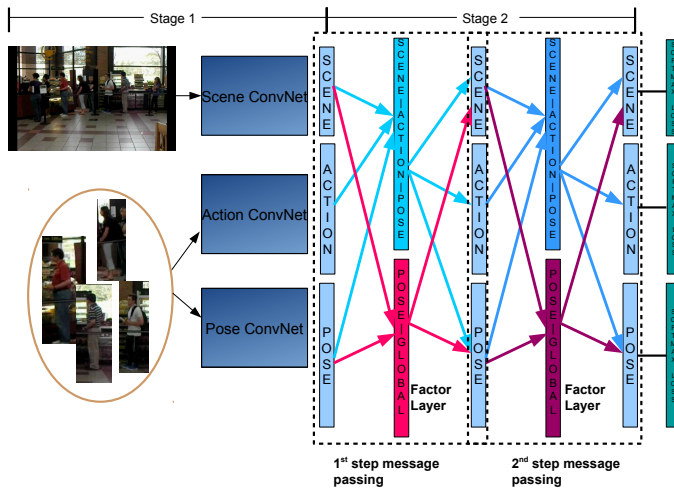 Stage 1
Stage 2
Scene ConvNet
Action ConvNet
Pose ConvNet
SCENE
ACTION
POSE
SCENE|ACTION|POSE
POSE|GLOBAL
Factor
Layer
SCENE
ACTION
POSE
SCENE|ACTION|POSE
POSE|GLOBAL
Factor
Layer
SCENE
ACTION
POSE
1st step message
passing
2nd step message
passing